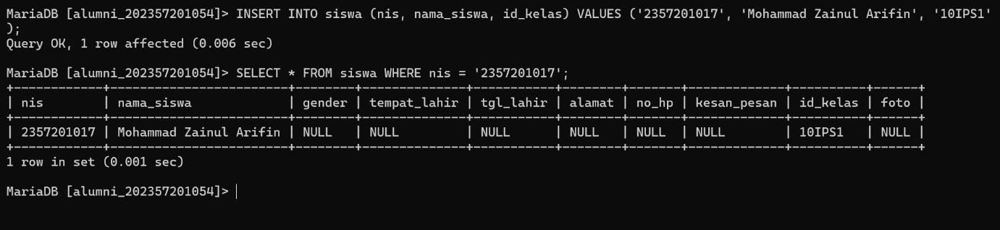 MariaDB [alumni_202357201054]> INSERT INTO siswa (nis, nama_siswa, id_kelas) VALUES ('2357201017', 'Mohammad Zainul Arifin', '10IPS1'
);
Query OK, 1 row affected (0.006 sec)
MariaDB [alumni_202357201054]> SELECT * FROM siswa WHERE nis = '2357201017';
+------------+------------------------+--------+--------------+-----------+--------+-------+-------------+----------+------+
| nis        | nama_siswa             | gender | tempat_lahir | tgl_lahir | alamat | no_hp | kesan_pesan | id_kelas | foto |
+------------+------------------------+--------+--------------+-----------+--------+-------+-------------+----------+------+
| 2357201017 | Mohammad Zainul Arifin | NULL   | NULL         | NULL      | NULL   | NULL  | NULL        | 10IPS1   | NULL |
+------------+------------------------+--------+--------------+-----------+--------+-------+-------------+----------+------+
1 row in set (0.001 sec)
MariaDB [alumni_202357201054]>